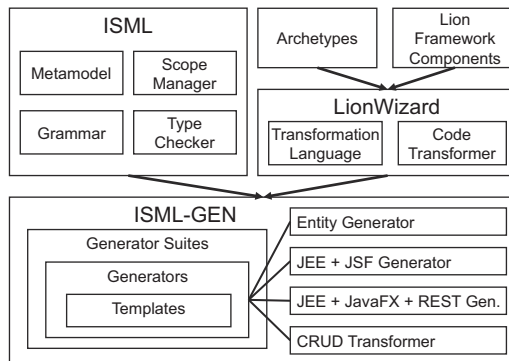 ISML
Metamodel
Scope
Manager
Grammar
Type
Checker
Archetypes
Lion
Framework
Components
LionWizard
Transformation
Language
Code
Transformer
ISML-GEN
Generator Suites
Generators
Templates
Entity Generator
JEE + JSF Generator
JEE + JavaFX + REST Gen.
CRUD Transformer